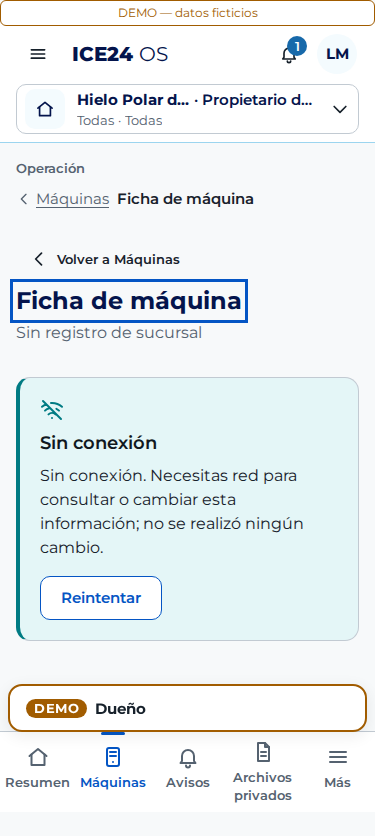 DEMO — datos ficticios
ICE24 OS
1
LM
Hielo Polar d... · Propietario d...
Todas · Todas
Operación
Máquinas Ficha de máquina
Volver a Máquinas
Ficha de máquina
Sin registro de sucursal
Sin conexión
Sin conexión. Necesitas red para
consultar o cambiar esta
información; no se realizó ningún
cambio.
Reintentar
DEMO Dueño
Resumen
Máquinas
Avisos
Archivos
privados
Más